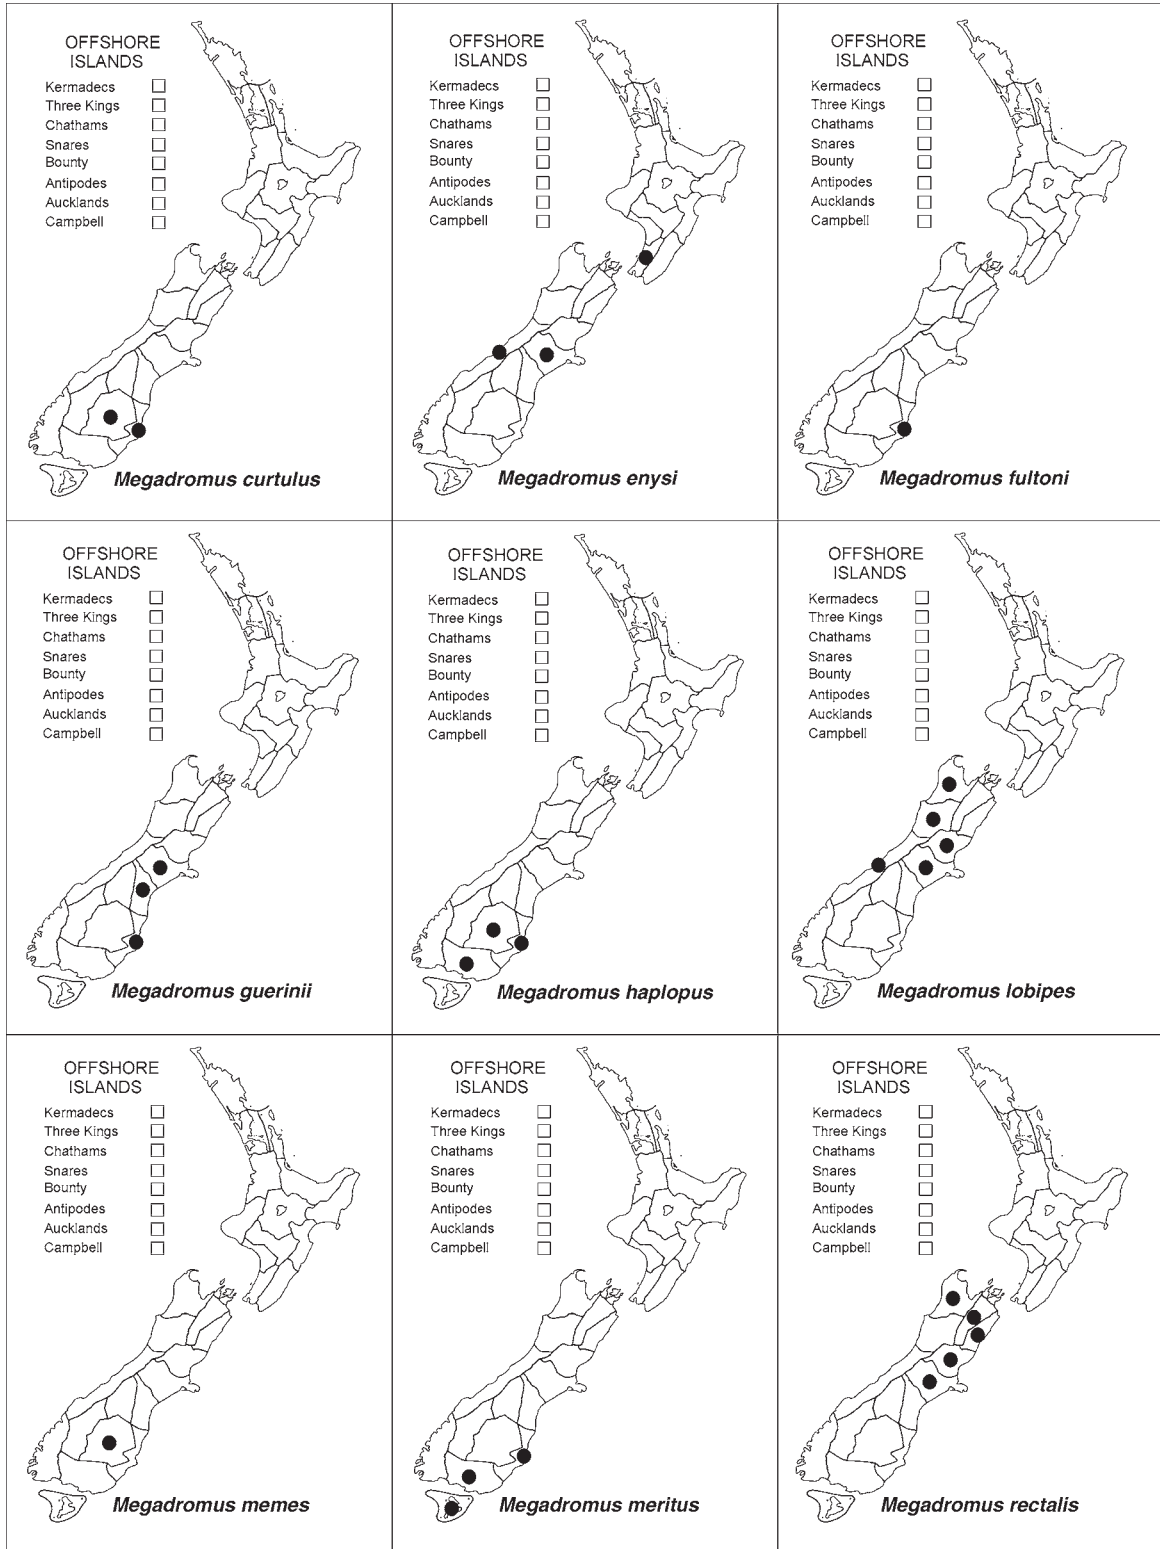 OFFSHORE
ISLANDS
Kermadecs
Three Kings
Chathams
Snares
Bounty
Antipodes
Aucklands
Campbell
Megadromus curtulus
OFFSHORE
ISLANDS
Kermadecs
Three Kings
Chathams
Snares
Bounty
Antipodes
Aucklands
Campbell
Megadromus enysi
OFFSHORE
ISLANDS
Kermadecs
Three Kings
Chathams
Snares
Bounty
Antipodes
Aucklands
Campbell
Megadromus fultoni
OFFSHORE
ISLANDS
Kermadecs
Three Kings
Chathams
Snares
Bounty
Antipodes
Aucklands
Campbell
Megadromus guerinii
OFFSHORE
ISLANDS
Kermadecs
Three Kings
Chathams
Snares
Bounty
Antipodes
Aucklands
Campbell
Megadromus haplopus
OFFSHORE
ISLANDS
Kermadecs
Three Kings
Chathams
Snares
Bounty
Antipodes
Aucklands
Campbell
Megadromus lobipes
OFFSHORE
ISLANDS
Kermadecs
Three Kings
Chathams
Snares
Bounty
Antipodes
Aucklands
Campbell
Megadromus memes
OFFSHORE
ISLANDS
Kermadecs
Three Kings
Chathams
Snares
Bounty
Antipodes
Aucklands
Campbell
Megadromus meritus
OFFSHORE
ISLANDS
Kermadecs
Three Kings
Chathams
Snares
Bounty
Antipodes
Aucklands
Campbell
Megadromus rectalis